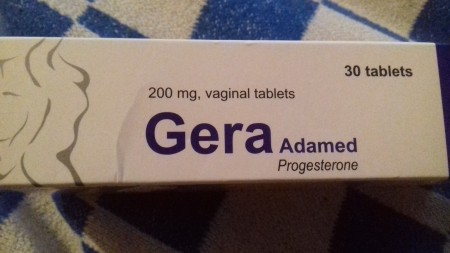 30 tablets
200 mg, vaginal tablets
Gera Adamed
Progesterone